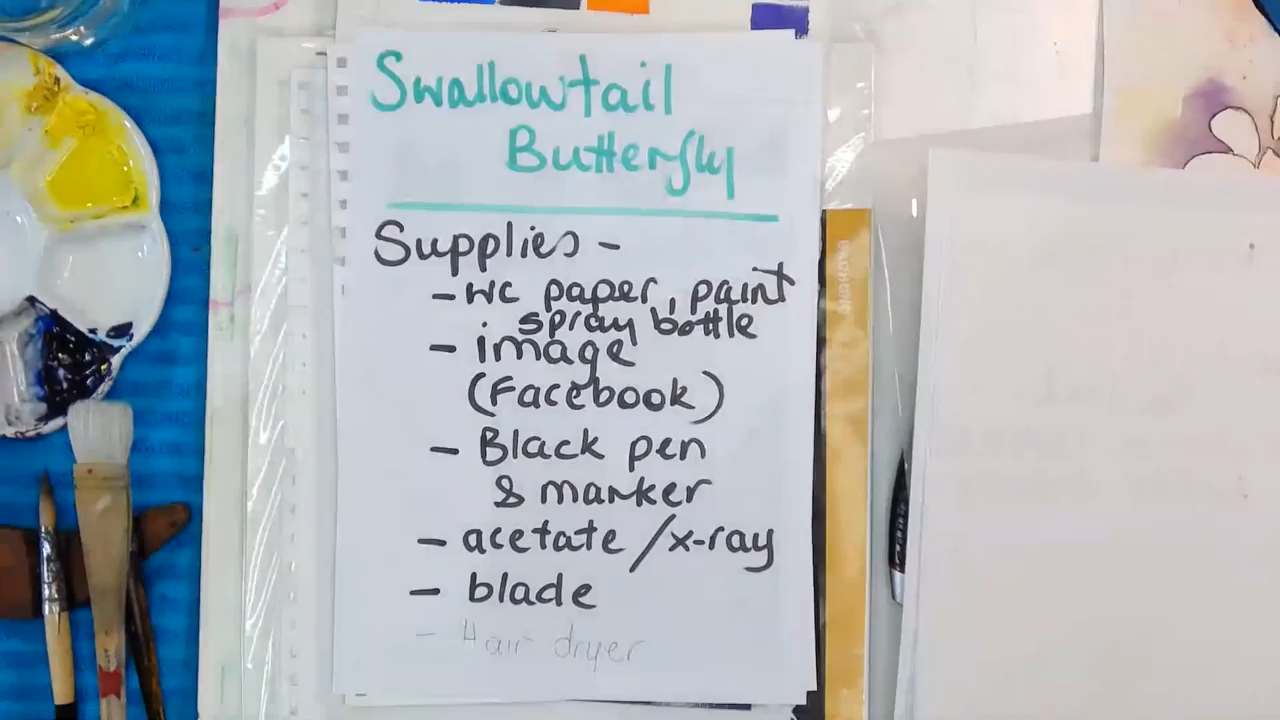 Swallowtail
Butterfly
Supplies -
- WC paper, paint
spray bottle
- image
(Facebook)
- Black pen
& marker
- acetate /x-ray
- blade
- Hair dryer